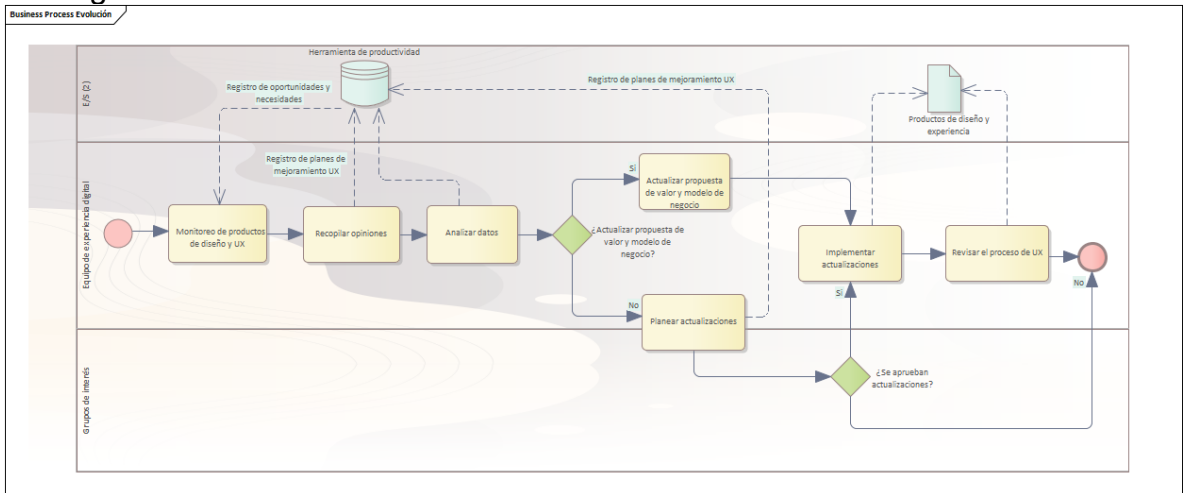 Business Process Evolución
E/S (2)
Herramienta de productividad
Registro de oportunidades y
necesidades
Registro de planes de mejoramiento UX
Productos de diseño y
experiencia
Equipo de experiencia digital
Registro de planes de
mejoramiento UX
Monitoreo de productos
de diseño y UX
Recopilar opiniones
Analizar datos
¿Actualizar propuesta de
valor y modelo de
negocio?
Si
Actualizar propuesta
de valor y modelo de
negocio
No
Planear actualizaciones
Implementar
actualizaciones
Revisar el proceso de UX
Si
No
Grupos de interés
¿Se aprueban
actualizaciones?